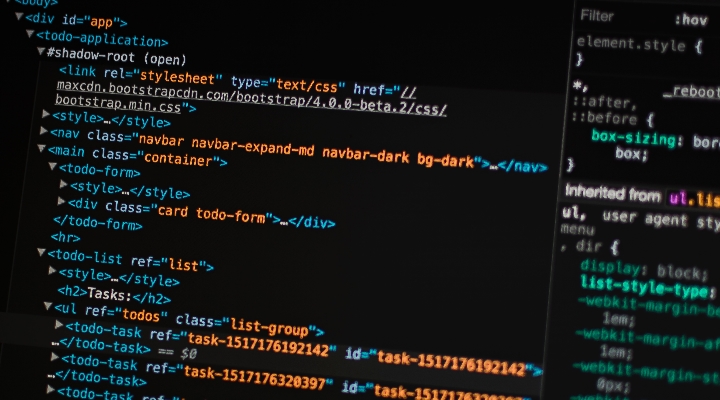 <body>
▼<div id="app">
▼<todo-application>
▼#shadow-root (open)
<link rel="stylesheet" type="text/css" href="//
maxcdn.bootstrapcdn.com/bootstrap/4.0.0-beta.2/css/
bootstrap.min.css">
▶<style>…</style>
▶<nav class="navbar navbar-expand-md navbar-dark bg-dark">…</nav>
▼<main class="container">
▼<todo-form>
▶<style>…</style>
▶<div class="card todo-form">…</div>
</todo-form>
<hr>
▼<todo-list ref="list">
▶<style>…</style>
<h2>Tasks:</h2>
▼<ul ref="todos" class="list-group">
▶<todo-task ref="task-1517176192142" id="task-1517176192142">
…</todo-task> == $0
▶<todo-task ref="task-1517176320397" id="task-1517176320397">
…</todo-task>
▶<todo-task
Filter :hov
element.style {
}
*, _reboot
::after,
::before {
box-sizing: bor
box;
}
Inherited from ul.lis
ul, user agent sty
menu
, dir {
display: block;
list-style-type:
-webkit-margin-be
1em;
-webkit-margin-af
1em;
-webkit-margin-st
0px;